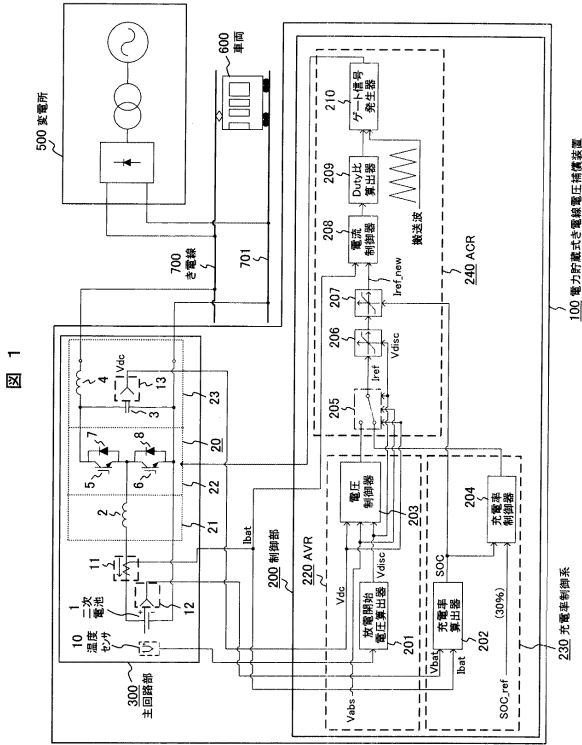 図 1
500 変電所
600
車両
700
き電線
701
300
主回路部
10
温度
センサ
1
二次
電池
12
11
2
21
5
6
22
7
8
20
4
3
Vdc
13
23
Ibat
200 制御部
220 AVR
Vabs
Vdc
放電開始
電圧算出器
201
Vdisc
電圧
制御器
203
Vbat
Ibat
充電率
算出器
202
SOC
SOC_ref
(30%)
充電率
制御器
204
230 充電率制御系
205
Iref
206
Vdisc
207
Iref_new
208
電流
制御器
209
Duty比
算出器
搬送波
210
ゲート信号
発生器
240 ACR
100 電力貯蔵式き電線電圧補償装置